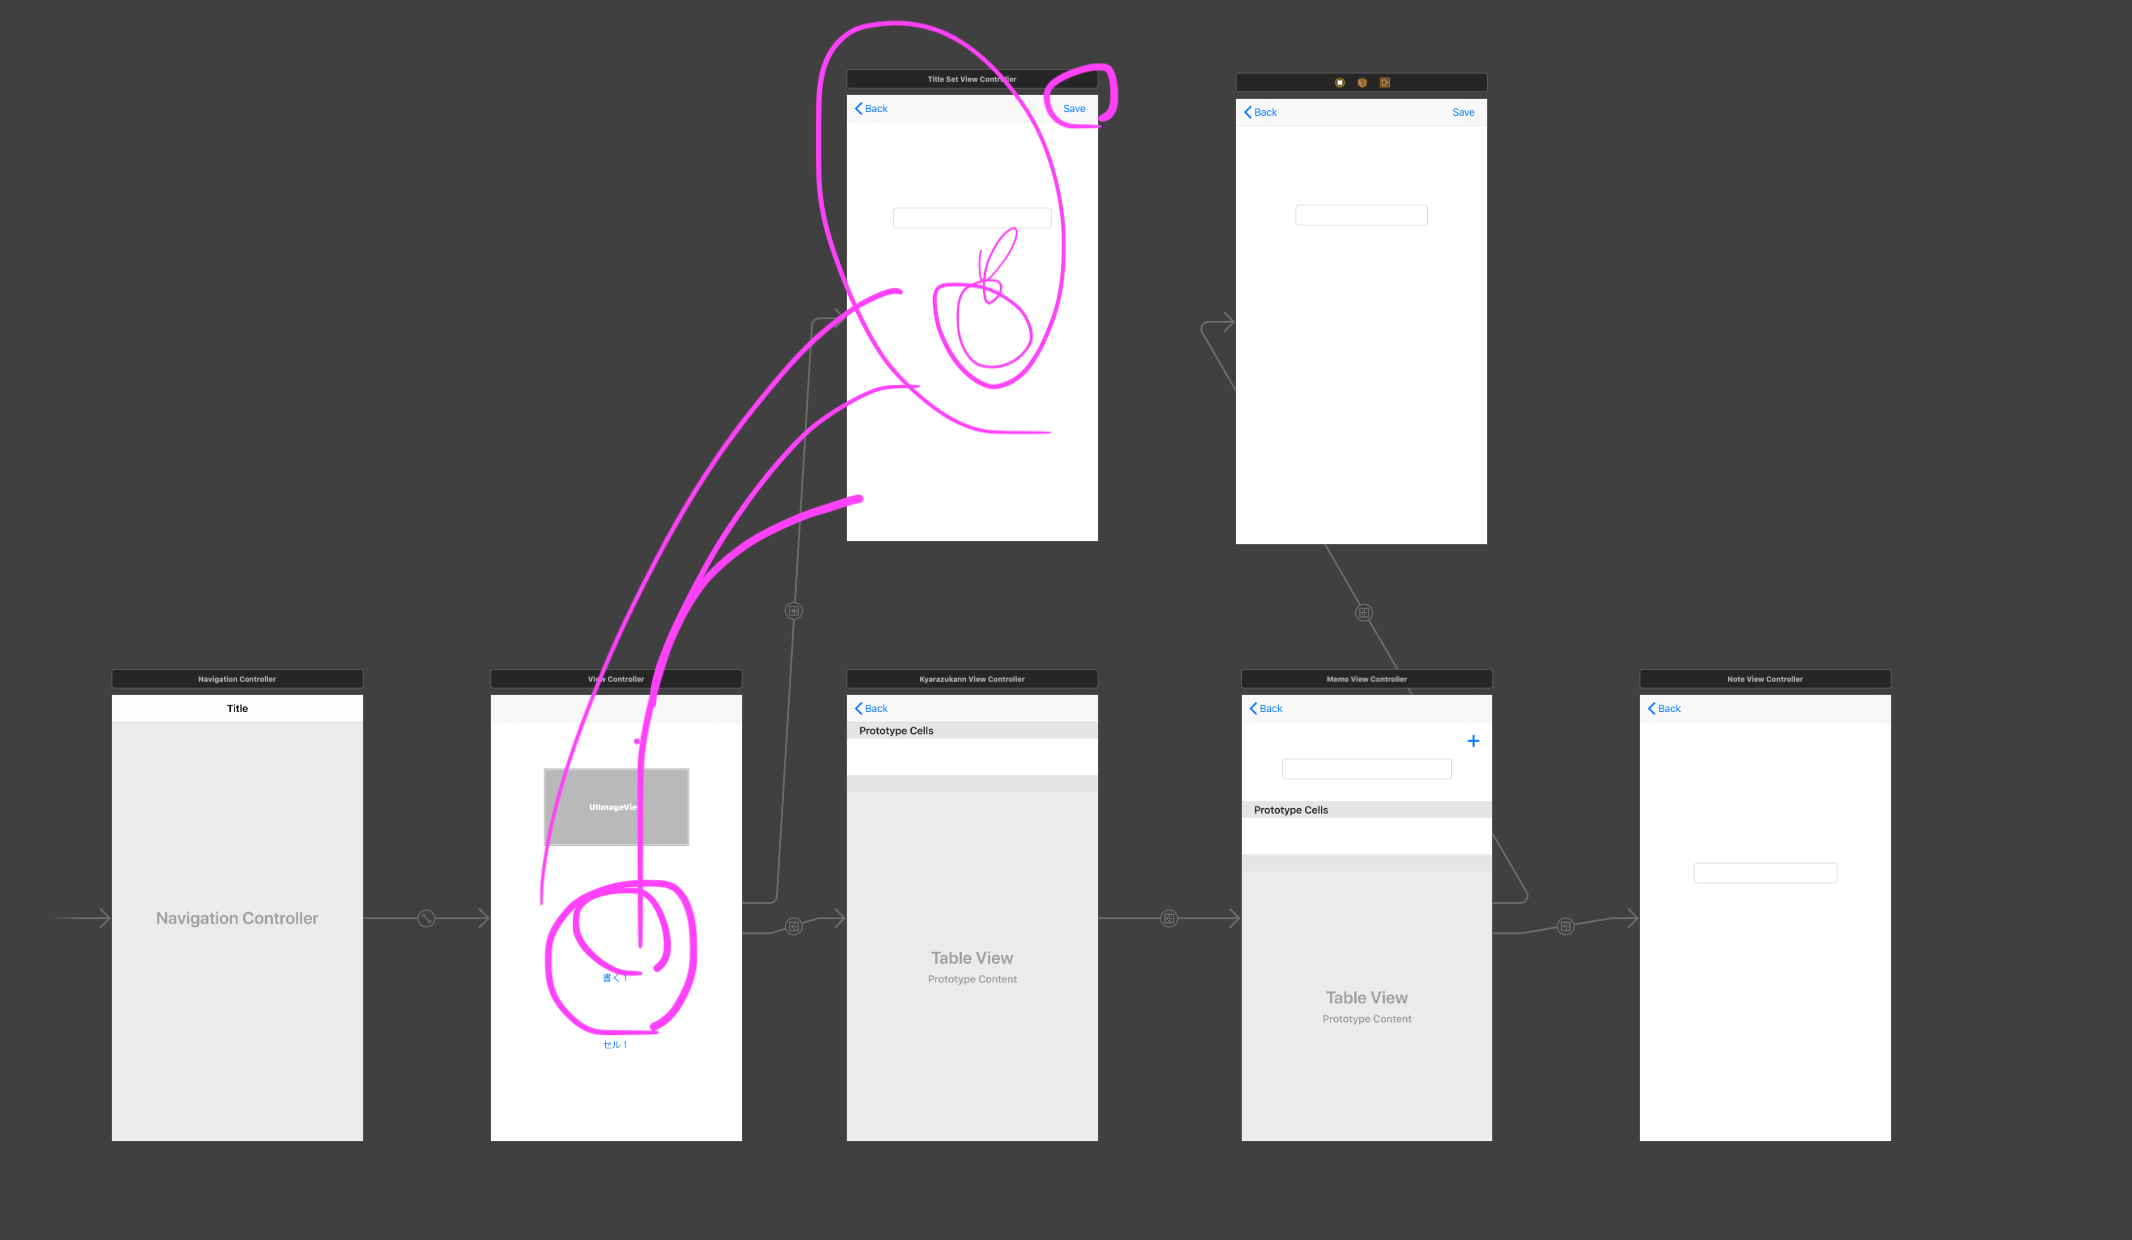 Title Set View Controller
Back
Save
Back
Save
Navigation Controller
Title
Navigation Controller
View Controller
UIImageView
書く 1
セル 1
Kyarazukann View Controller
Back
Prototype Cells
Table View
Prototype Content
Memo View Controller
Back
+
Prototype Cells
Table View
Prototype Content
Note View Controller
Back